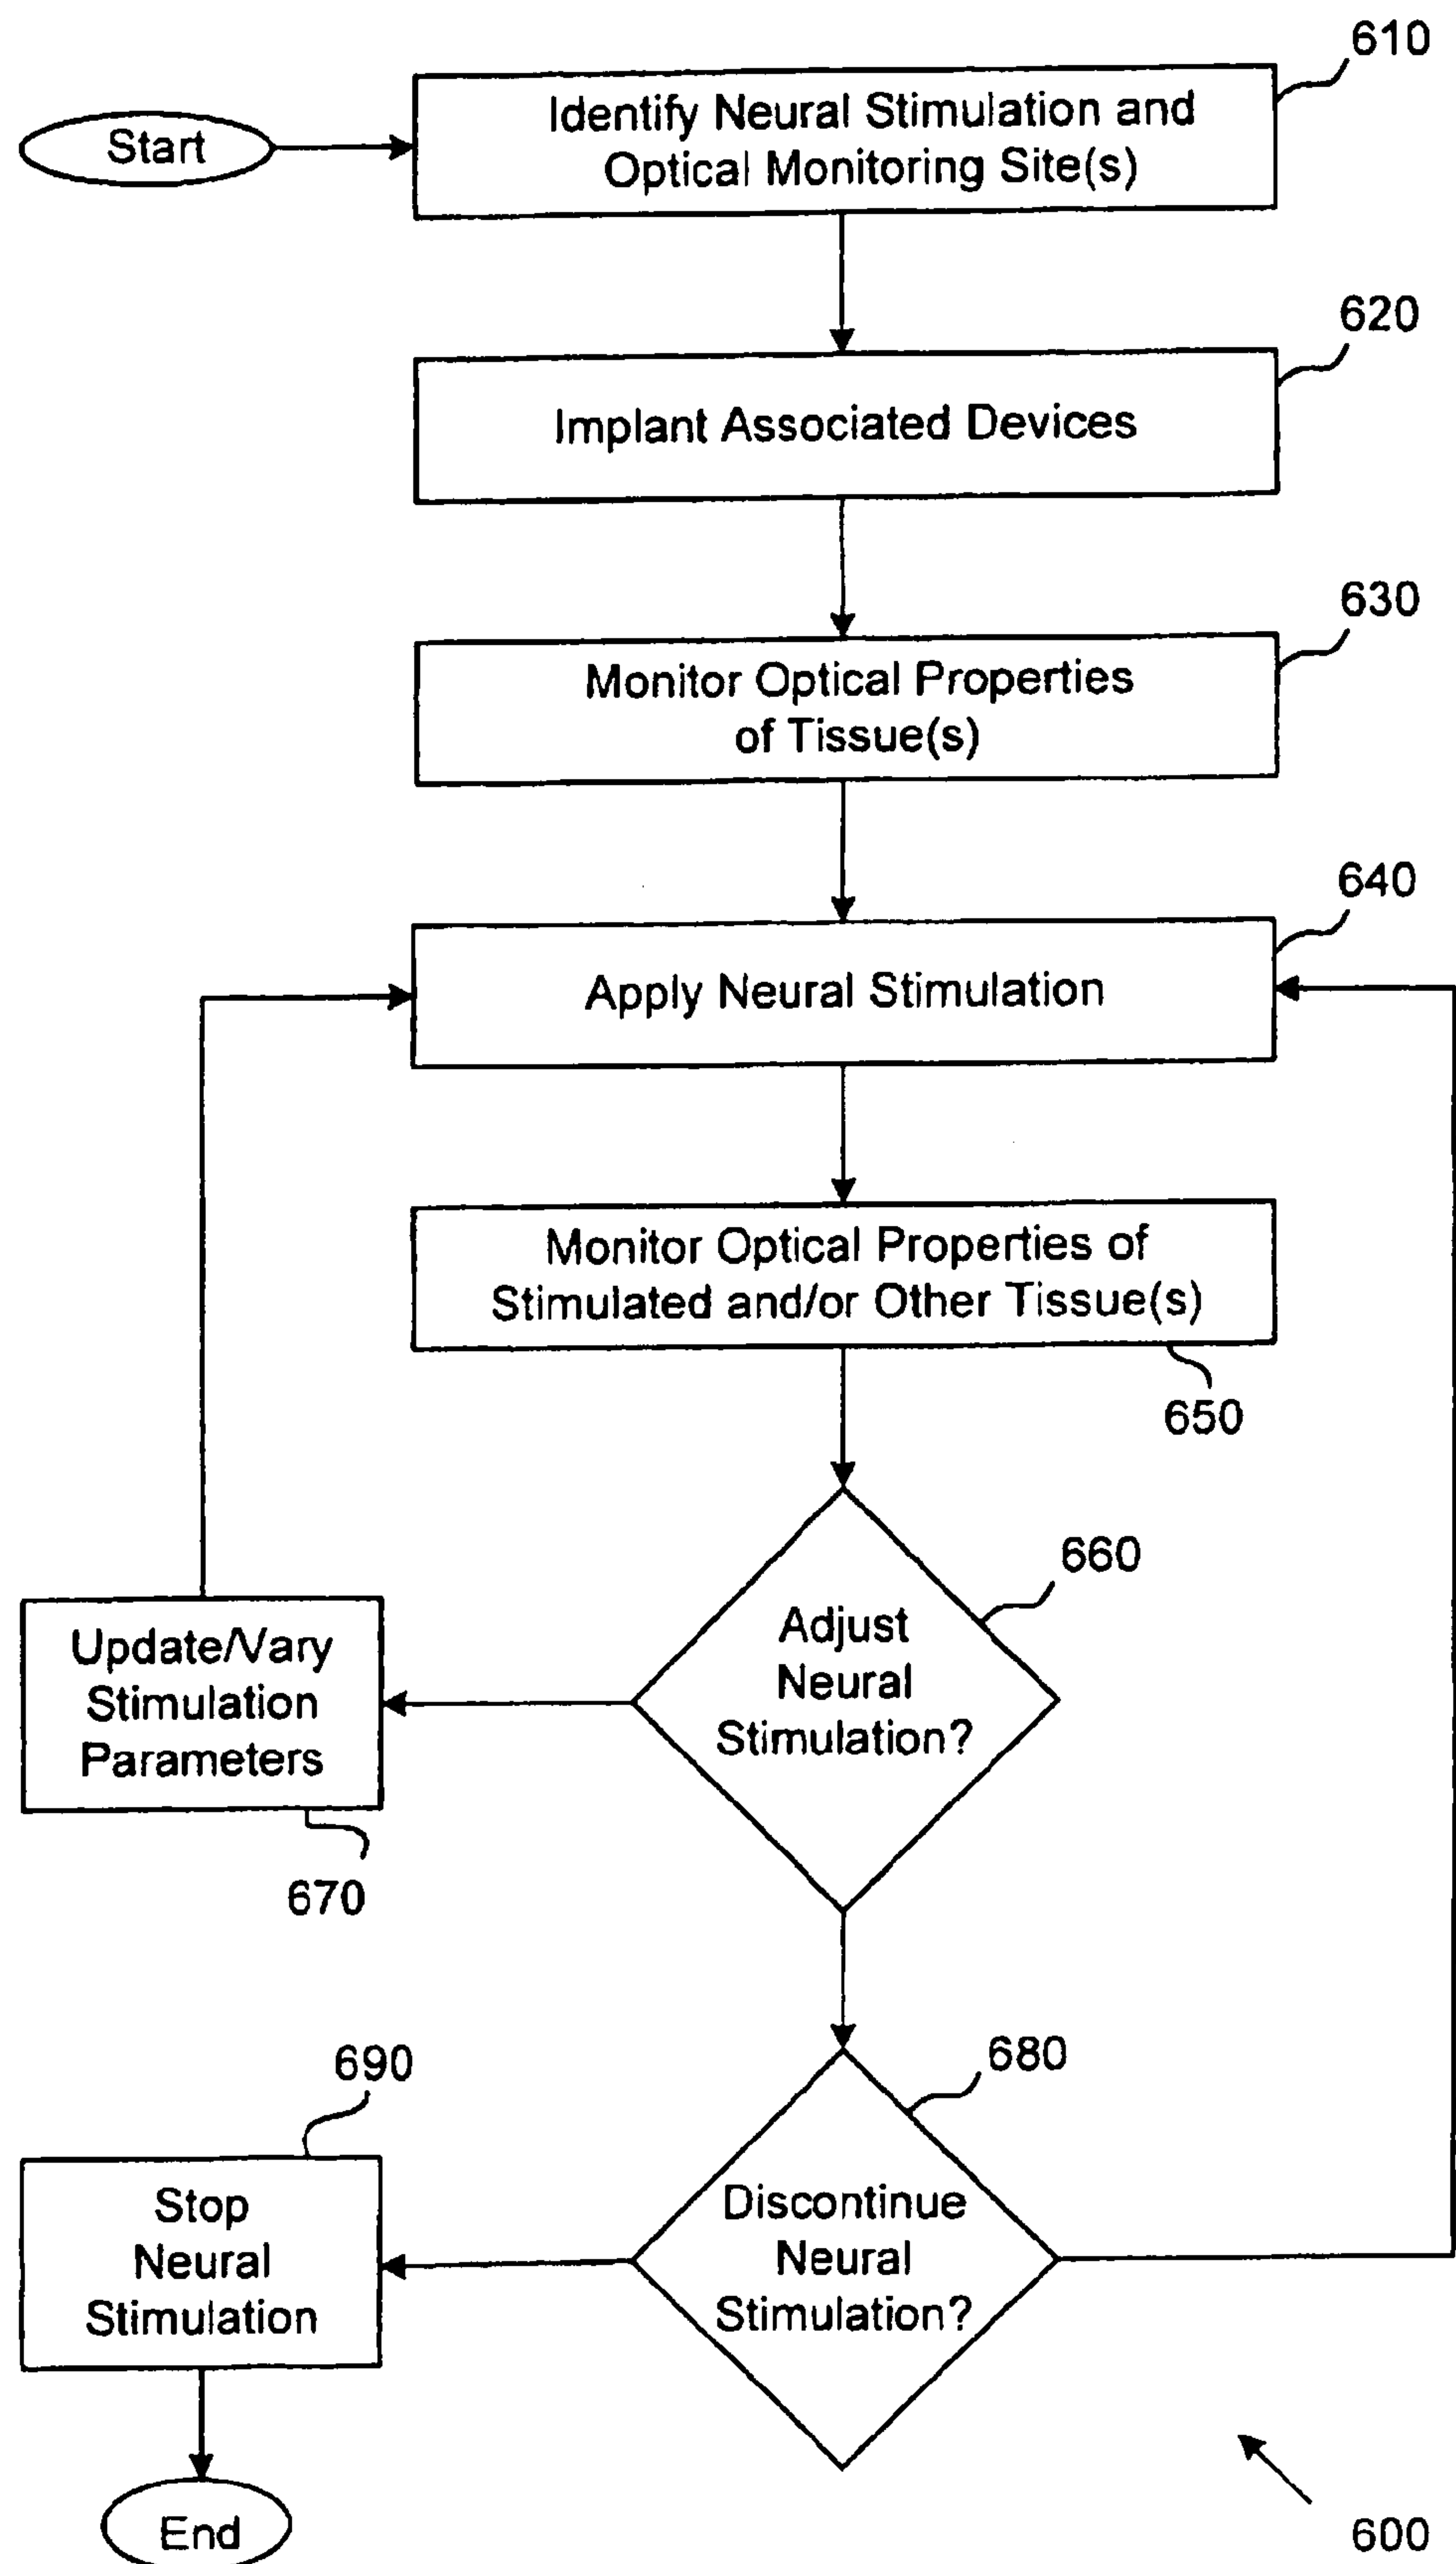 610
Start
Identify Neural Stimulation and
Optical Monitoring Site(s)
620
Implant Associated Devices
630
Monitor Optical Properties
of Tissue(s)
640
Apply Neural Stimulation
Monitor Optical Properties of
Stimulated and/or Other Tissue(s)
650
660
Adjust
Neural
Stimulation?
Update/Vary
Stimulation
Parameters
670
680
690
Discontinue
Neural
Stimulation?
Stop
Neural
Stimulation
End
600